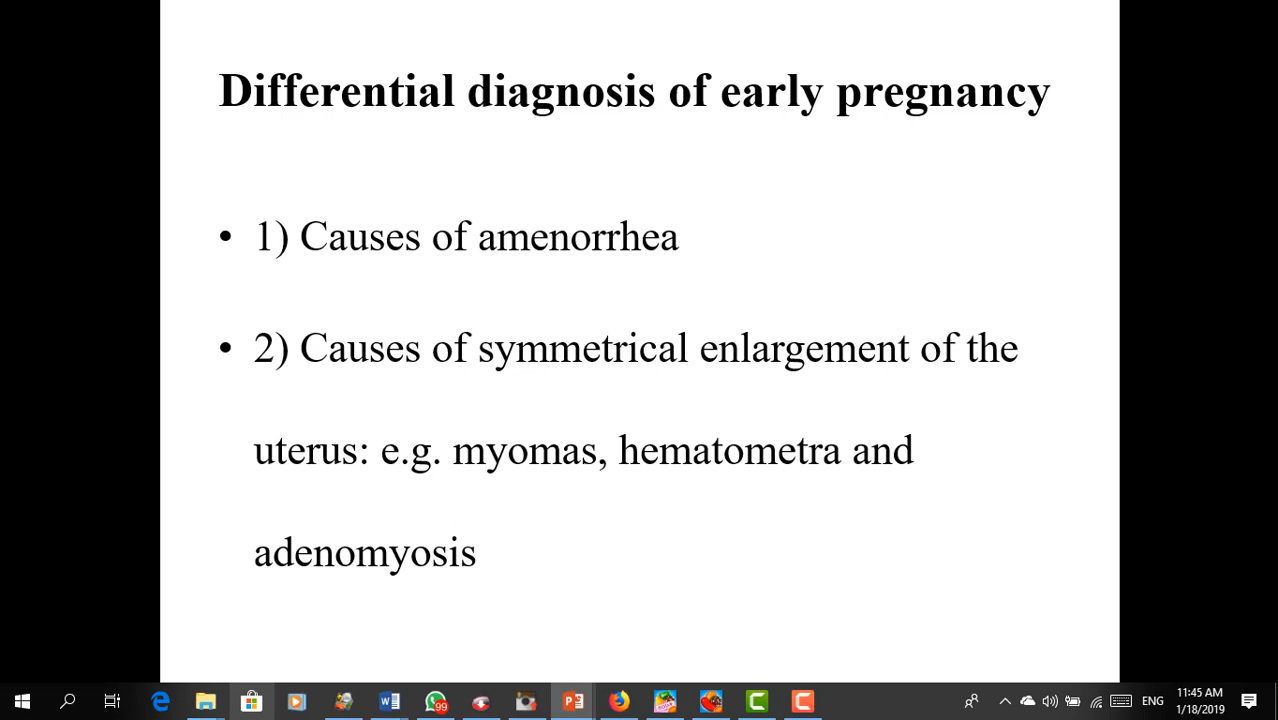 Differential diagnosis of early pregnancy
• 1) Causes of amenorrhea
• 2) Causes of symmetrical enlargement of the
uterus: e.g. myomas, hematometra and
adenomyosis
99
ENG
11:45 AM
1/18/2019